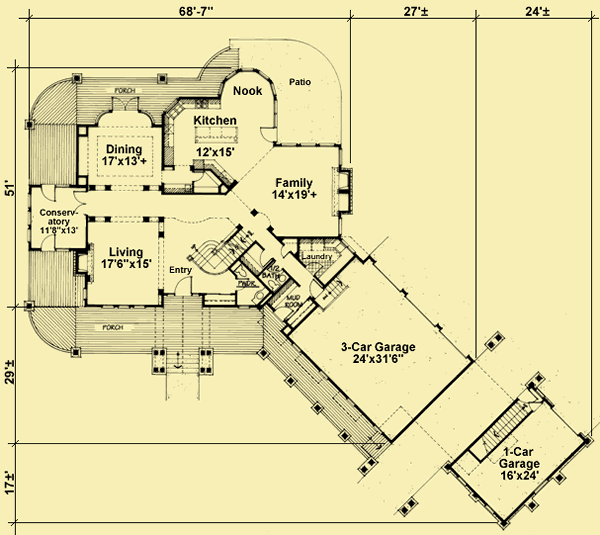 68'-7"
27'±
24'±
PORCH
Patio
Nook
Kitchen
12'x15'
Dining
17'x13'+
Family
14'x19'+
51'
Conserv-
atory
11'8"x13'
Living
17'6"x15'
Entry
Laundry
1/2
BATH
PWDR
MUD
ROOM
PORCH
3-Car Garage
24'x31'6"
29'±
1-Car
Garage
16'x24'
17±'